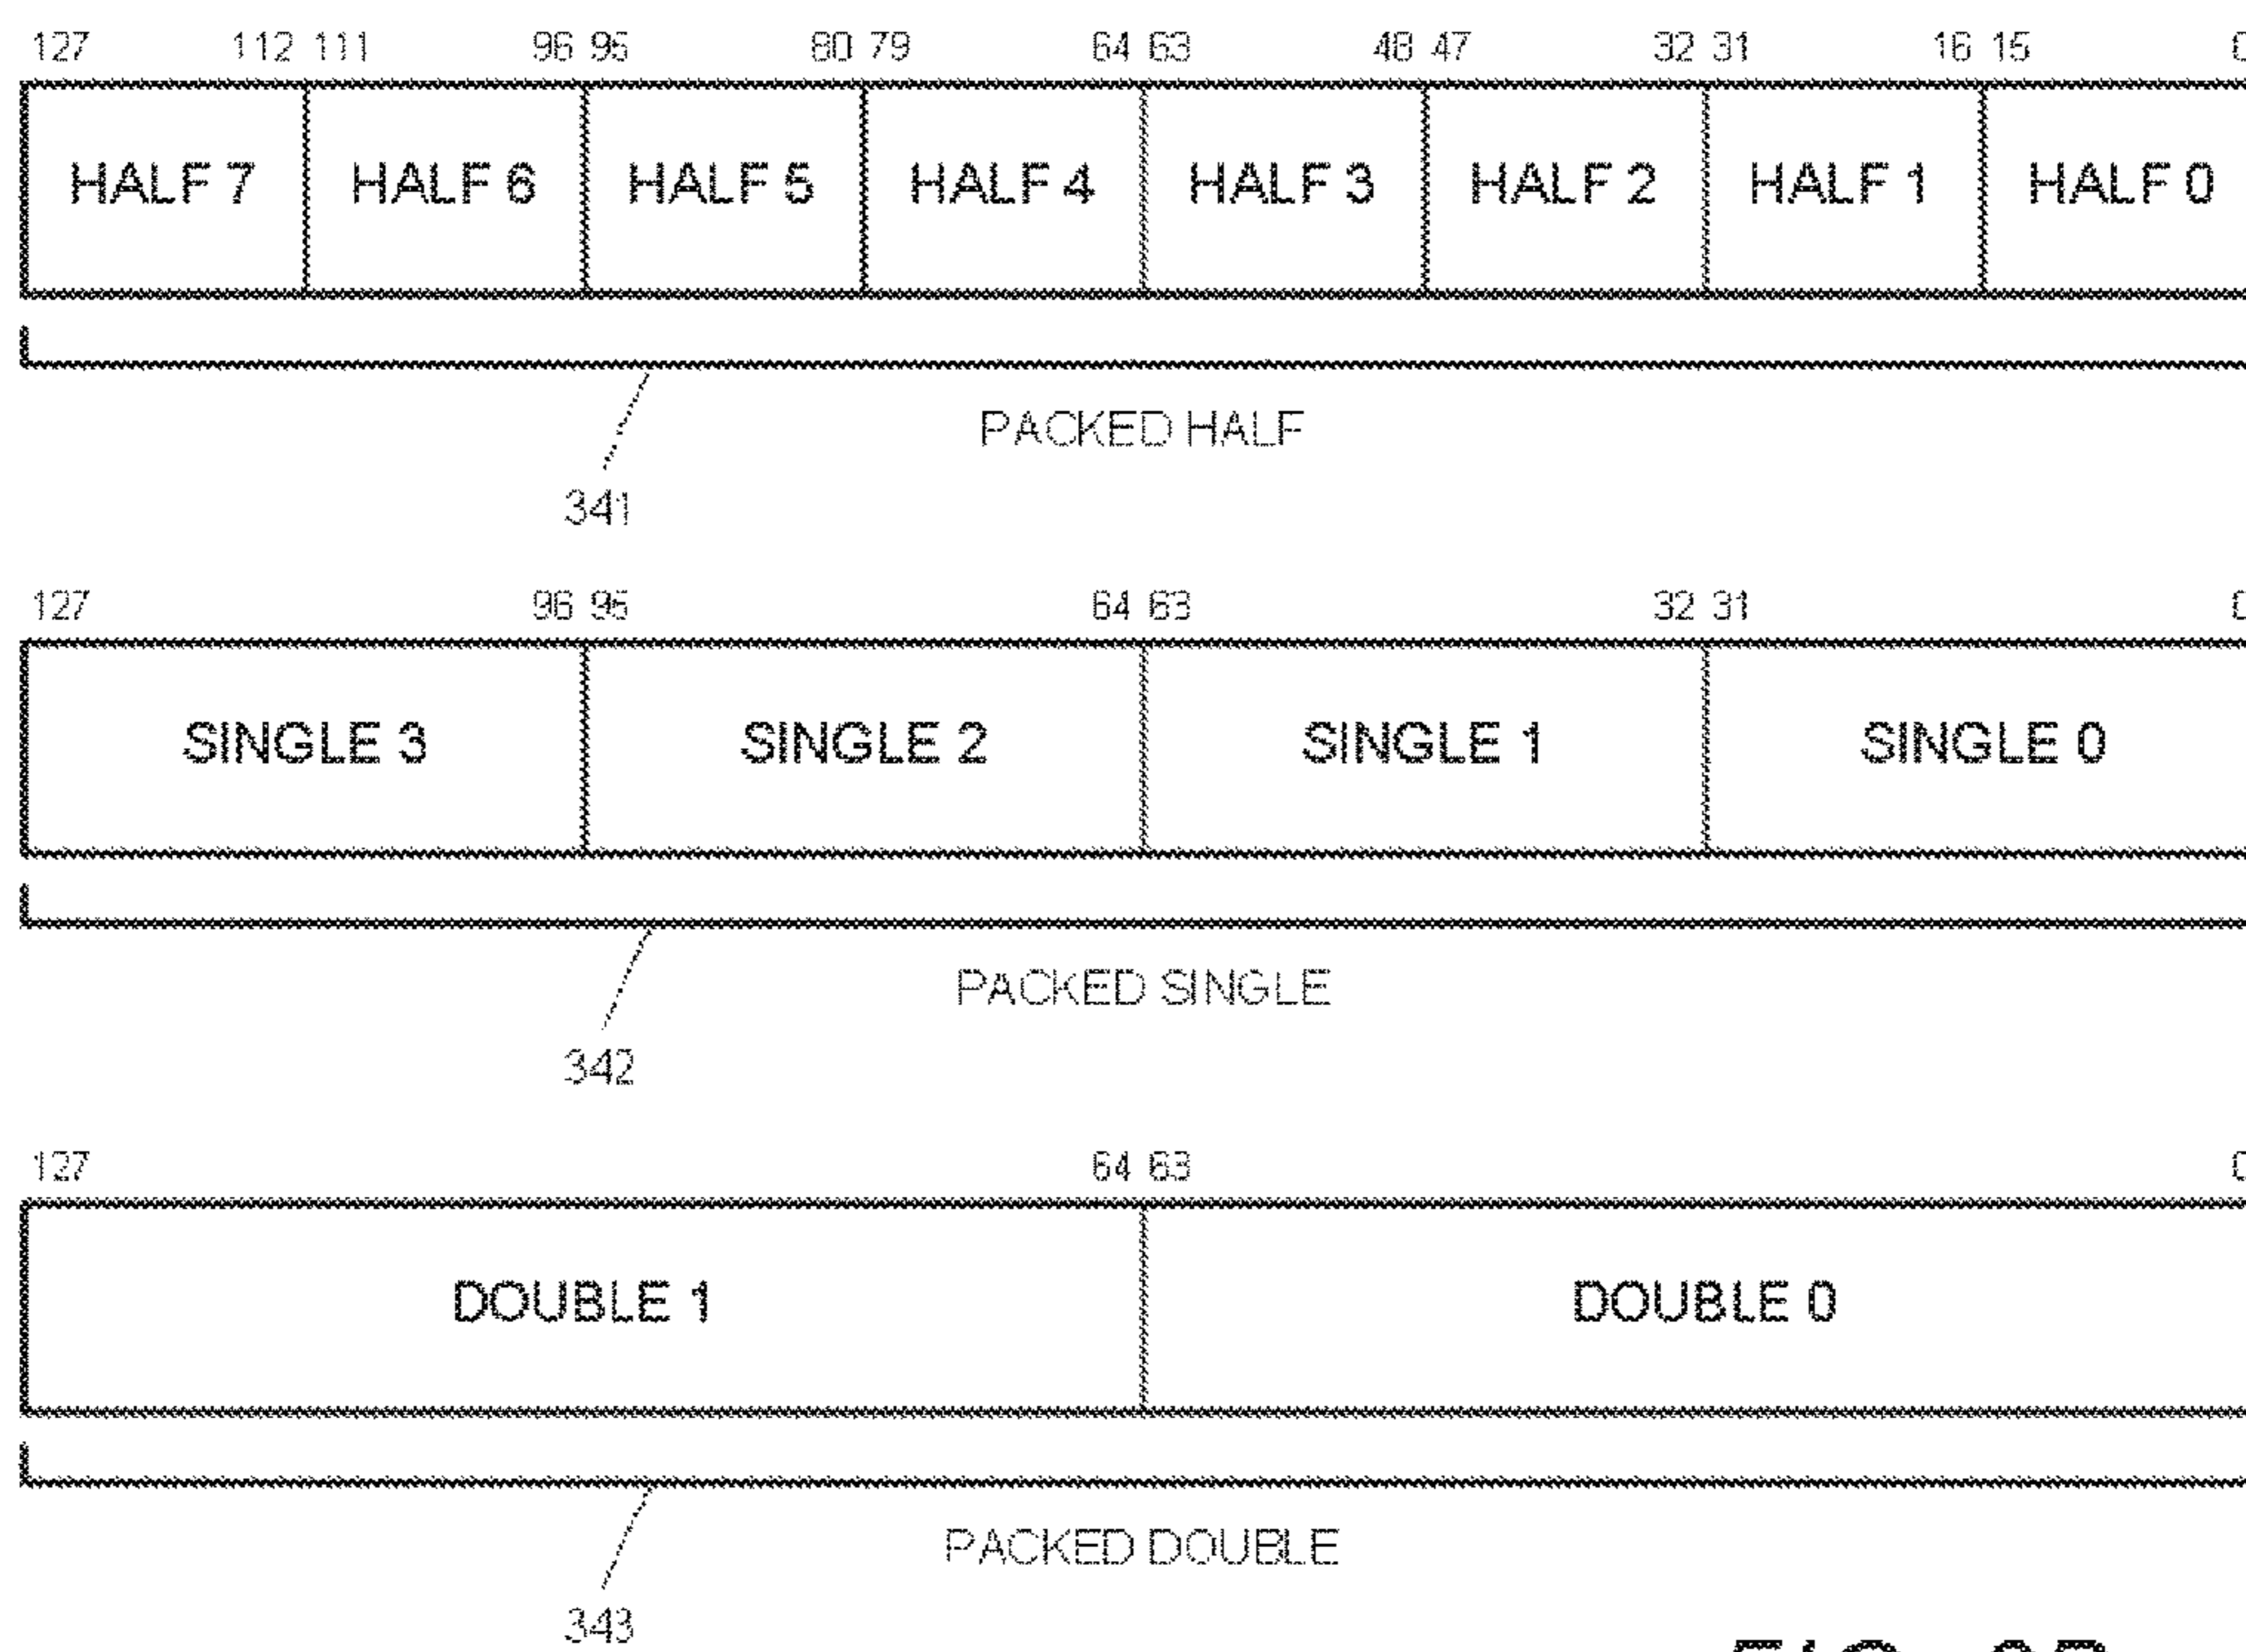 127 112 111 96 95 80 79 64 63 48 47 32 31 16 15 0
HALF 7 HALF 6 HALF 5 HALF 4 HALF 3 HALF 2 HALF 1 HALF 0
PACKED HALF
341
127 96 95 64 63 32 31 0
SINGLE 3 SINGLE 2 SINGLE 1 SINGLE 0
PACKED SINGLE
342
127 64 63 0
DOUBLE 1 DOUBLE 0
PACKED DOUBLE
343